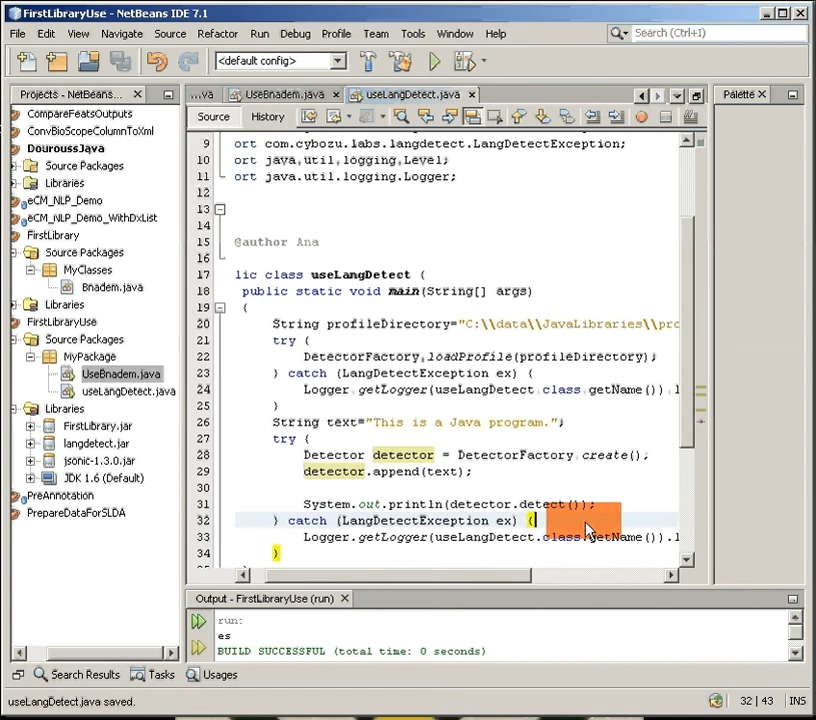 FirstLibraryUse - NetBeans IDE 7.1
File Edit View Navigate Source Refactor Run Debug Profile Team Tools Window Help
Search (Ctrl+I)
<default config>
Projects - NetBeans...
...va
UseBnadem.java
useLangDetect.java
Palette
Source
History
CompareFeatsOutputs
ConvBioScopeColumnToXml
DouroussJava
Source Packages
Libraries
eCM_NLP_Demo
eCM_NLP_Demo_WithDxList
FirstLibrary
Source Packages
MyClasses
Bnadem.java
Libraries
FirstLibraryUse
Source Packages
MyPackage
UseBnadem.java
useLangDetect.java
Libraries
FirstLibrary.jar
langdetect.jar
jsonic-1.3.0.jar
JDK 1.6 (Default)
PreAnnotation
PrepareDataForSLDA
9 ort com.cybozu.labs.langdetect.LangDetectException;
10 ort java.util.logging.Level;
11 ort java.util.logging.Logger;
12
13
14
15 @author Ana
16
17 lic class useLangDetect {
18 public static void main(String[] args)
19 {
20 String profileDirectory="C:\\data\\JavaLibraries\\pro
21 try {
22 DetectorFactory.loadProfile(profileDirectory);
23 } catch (LangDetectException ex) {
24 Logger.getLogger(useLangDetect.class.getName()).l
25 }
26 String text="This is a Java program.";
27 try {
28 Detector detector = DetectorFactory.create();
29 detector.append(text);
30
31 System.out.println(detector.detect());
32 } catch (LangDetectException ex) {
33 Logger.getLogger(useLangDetect.class.getName()).l
34 }
Output - FirstLibraryUse (run)
run:
es
BUILD SUCCESSFUL (total time: 0 seconds)
Search Results
Tasks
Usages
useLangDetect.java saved.
32 | 43
INS